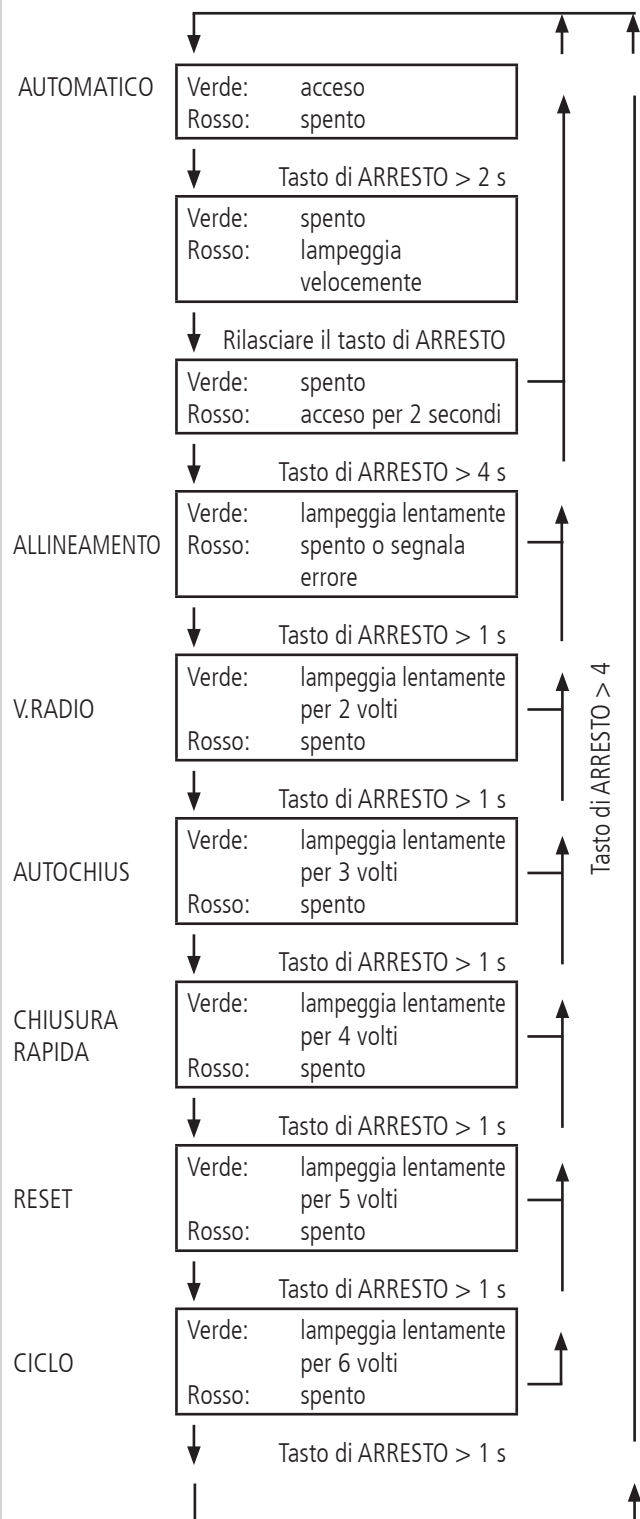 AUTOMATICO
Verde: acceso
Rosso: spento
Tasto di ARRESTO > 2 s
Verde: spento
Rosso: lampeggia
velocemente
Rilasciare il tasto di ARRESTO
Verde: spento
Rosso: acceso per 2 secondi
Tasto di ARRESTO > 4 s
ALLINEAMENTO
Verde: lampeggia lentamente
Rosso: spento o segnala
errore
Tasto di ARRESTO > 1 s
V.RADIO
Verde: lampeggia lentamente
per 2 volti
Rosso: spento
Tasto di ARRESTO > 1 s
AUTOCHIUS
Verde: lampeggia lentamente
per 3 volti
Rosso: spento
Tasto di ARRESTO > 1 s
CHIUSURA
RAPIDA
Verde: lampeggia lentamente
per 4 volti
Rosso: spento
Tasto di ARRESTO > 1 s
RESET
Verde: lampeggia lentamente
per 5 volti
Rosso: spento
Tasto di ARRESTO > 1 s
CICLO
Verde: lampeggia lentamente
per 6 volti
Rosso: spento
Tasto di ARRESTO > 1 s
Tasto di ARRESTO > 4